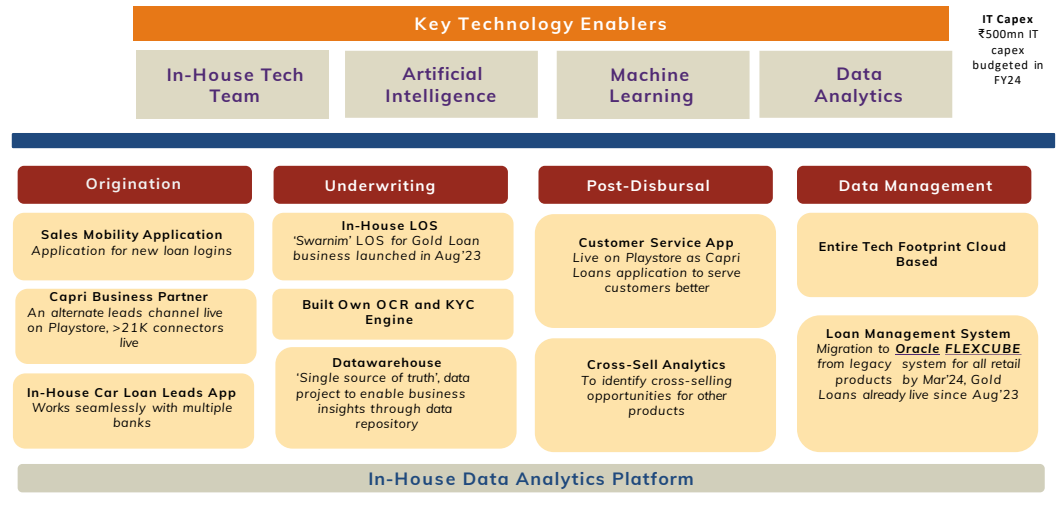 Key Technology Enablers
IT Capex
₹500mn IT
capex
budgeted in
FY24
In-House Tech
Team
Artificial
Intelligence
Machine
Learning
Data
Analytics
Origination
Sales Mobility Application
Application for new loan logins
Capri Business Partner
An alternate leads channel live
on Playstore, >21K connectors
live
In-House Car Loan Leads App
Works seamlessly with multiple
banks
Underwriting
In-House LOS
‘Swarnim’ LOS for Gold Loan
business launched in Aug’23
Built Own OCR and KYC
Engine
Datawarehouse
‘Single source of truth’, data
project to enable business
insights through data
repository
Post-Disbursal
Customer Service App
Live on Playstore as Capri
Loans application to serve
customers better
Cross-Sell Analytics
To identify cross-selling
opportunities for other
products
Data Management
Entire Tech Footprint Cloud
Based
Loan Management System
Migration to Oracle FLEXCUBE
from legacy system for all retail
products by Mar’24, Gold
Loans already live since Aug’23
In-House Data Analytics Platform